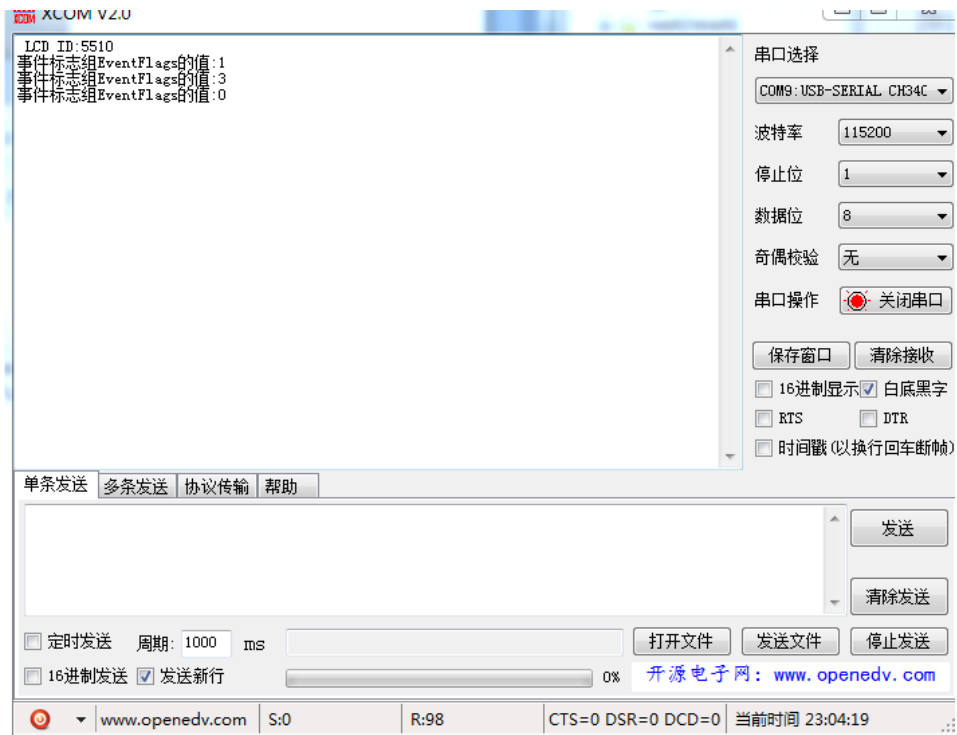 XCOM V2.0
LCD ID:5510
事件标志组EventFlags的值:1
事件标志组EventFlags的值:3
事件标志组EventFlags的值:0
串口选择
COM9:USB-SERIAL CH34
波特率 115200
停止位 1
数据位 8
奇偶校验 无
串口操作 关闭串口
保存窗口 清除接收
16进制显示 白底黑字
RTS DTR
时间戳(以换行回车断帧)
单条发送 多条发送 协议传输 帮助
发送
清除发送
定时发送 周期: 1000 ms 打开文件 发送文件 停止发送
16进制发送 发送新行 0% 开源电子网：www.openedv.com
www.openedv.com S:0 R:98 CTS=0 DSR=0 DCD=0 当前时间 23:04:19